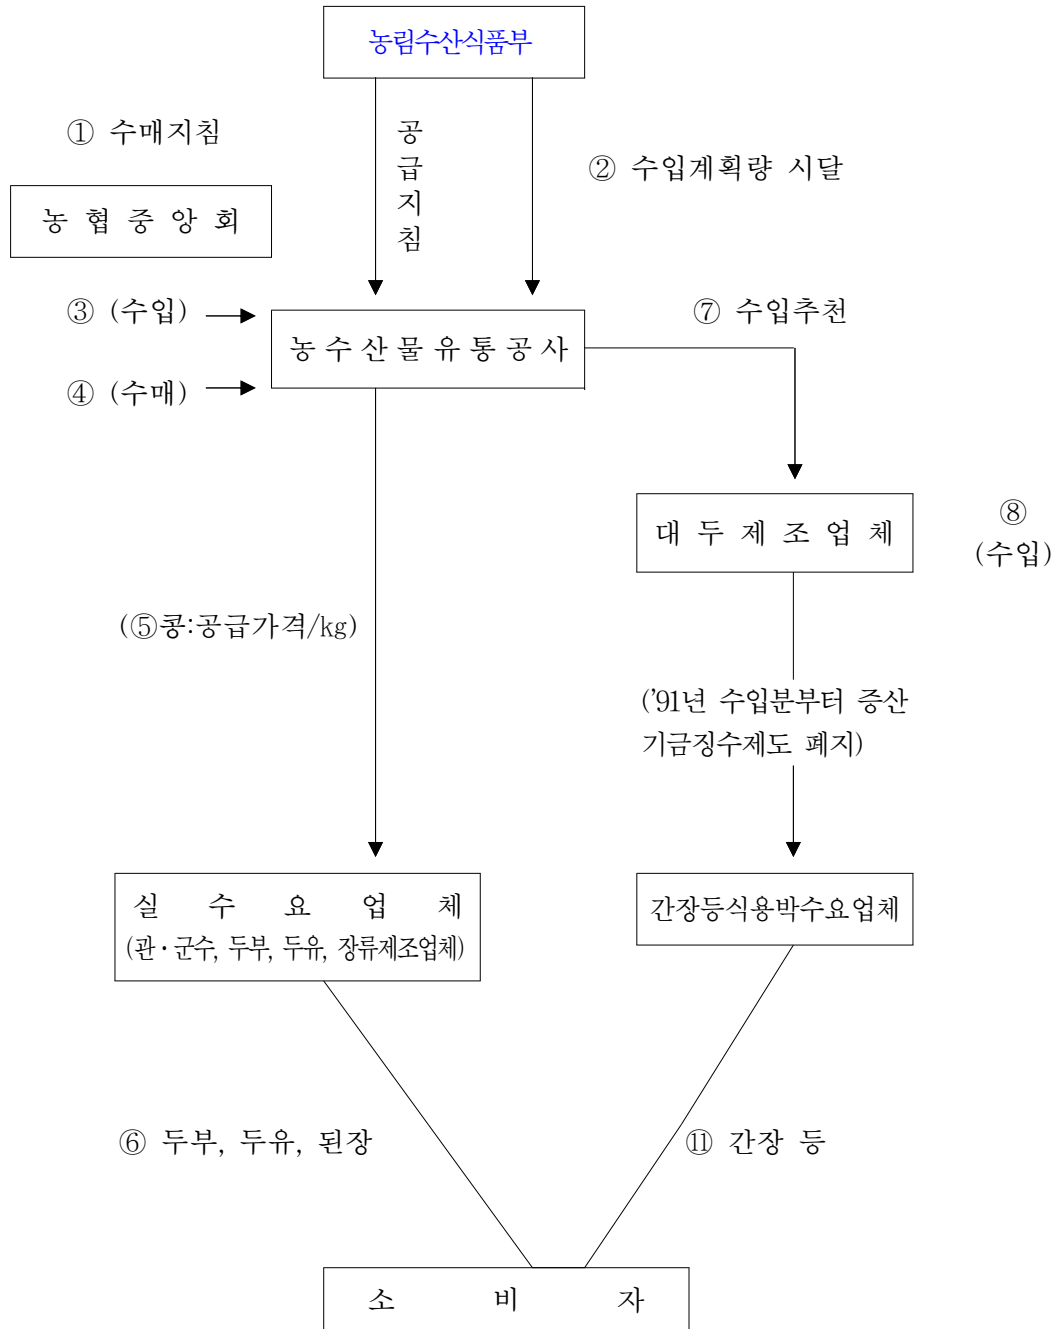 농림수산식품부
① 수매지침
공
급
지
침
② 수입계획량 시달
농 협 중 앙 회
③ (수입)
⑦ 수입추천
농 수 산 물 유 통 공 사
④ (수매)
대 두 제 조 업 체
⑧
(수입)
(⑤콩:공급가격/kg)
('91년 수입분부터 증산
기금징수제도 폐지)
실 수 요 업 체
(관·군수, 두부, 두유, 장류제조업체)
간장등식용박수요업체
⑥ 두부, 두유, 된장
⑪ 간장 등
소 비 자